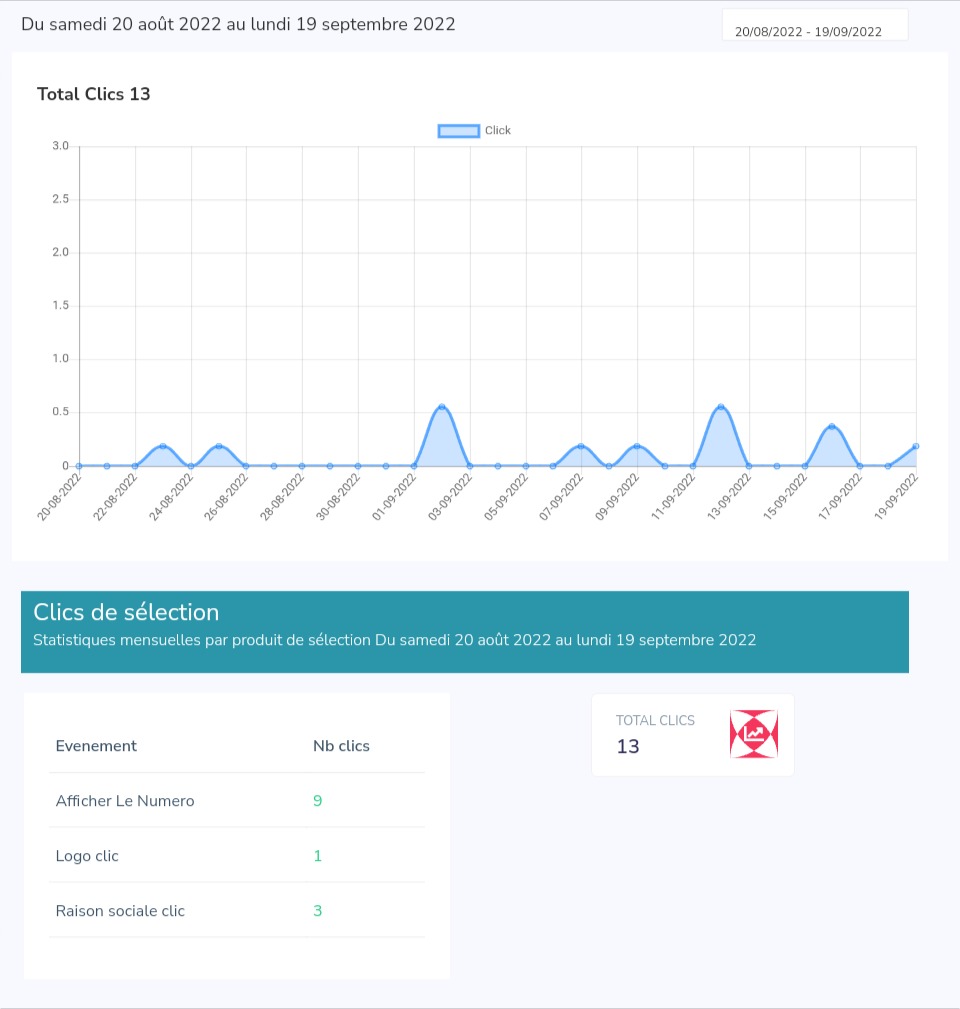 Du samedi 20 août 2022 au lundi 19 septembre 2022
20/08/2022 - 19/09/2022
Total Clics 13
Click
3.0
2.5
2.0
1.5
1.0
0.5
0
20-08-2022
22-08-2022
24-08-2022
26-08-2022
28-08-2022
30-08-2022
01-09-2022
03-09-2022
05-09-2022
07-09-2022
09-09-2022
11-09-2022
13-09-2022
15-09-2022
17-09-2022
19-09-2022
Clics de sélection
Statistiques mensuelles par produit de sélection Du samedi 20 août 2022 au lundi 19 septembre 2022
Evenement Nb clics
Afficher Le Numero 9
Logo clic 1
Raison sociale clic 3
TOTAL CLICS
13